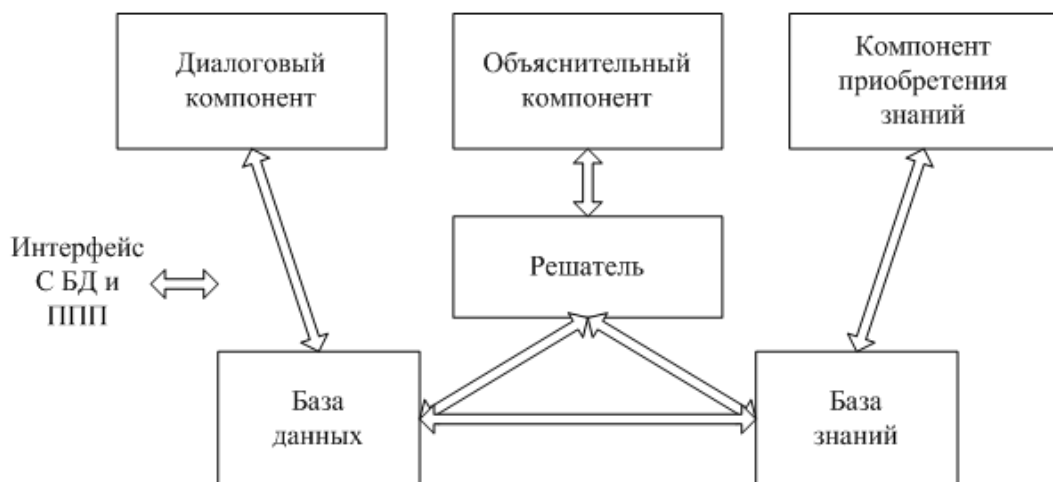 Диалоговый
компонент
Объяснительный
компонент
Компонент
приобретения
знаний
Интерфейс
С БД и
ППП
Решатель
База
данных
База
знаний